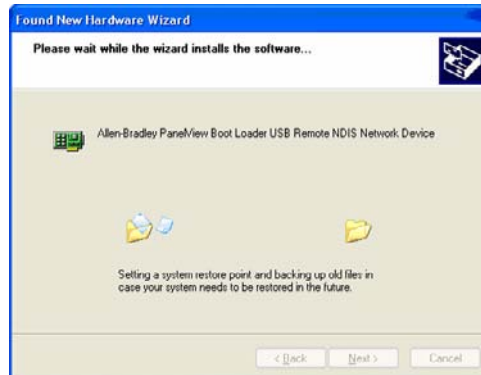 Found New Hardware Wizard
Please wait while the wizard installs the software...
Allen-Bradley PanelView Boot Loader USB Remote NDIS Network Device
Setting a system restore point and backing up old files in
case your system needs to be restored in the future.
< Back
Next >
Cancel